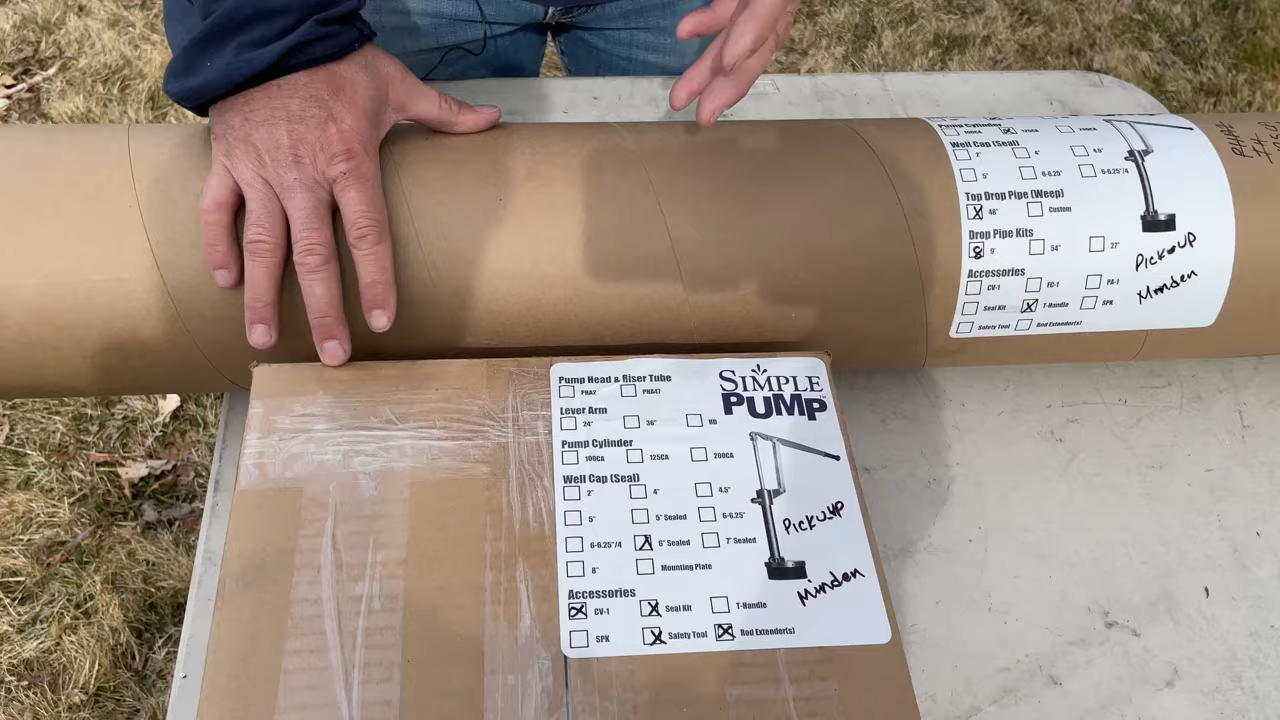 Pump Cylinder
100CA 125CA 200CA
Well Cap (Seal)
2" 4" 4.5"
5" 6-6.25" 6-6.25"/4
Top Drop Pipe (Weep)
48" Custom
Drop Pipe Kits
8 9' 54" 27"
Pickup
Minden
Accessories
CV-1 FC-1 PA-1
Seal Kit T-Handle SPK
Safety Tool Rod Extender(s)
Pump Head & Riser Tube
PHA2 PHA47
SIMPLE
PUMP™
Lever Arm
24" 36" HD
Pump Cylinder
100CA 125CA 200CA
Well Cap (Seal)
2" 4" 4.5"
5" 5" Sealed 6-6.25"
6-6.25"/4 6" Sealed 7" Sealed
8" Mounting Plate
Pickup
Minden
Accessories
CV-1 Seal Kit T-Handle
SPK Safety Tool Rod Extender(s)